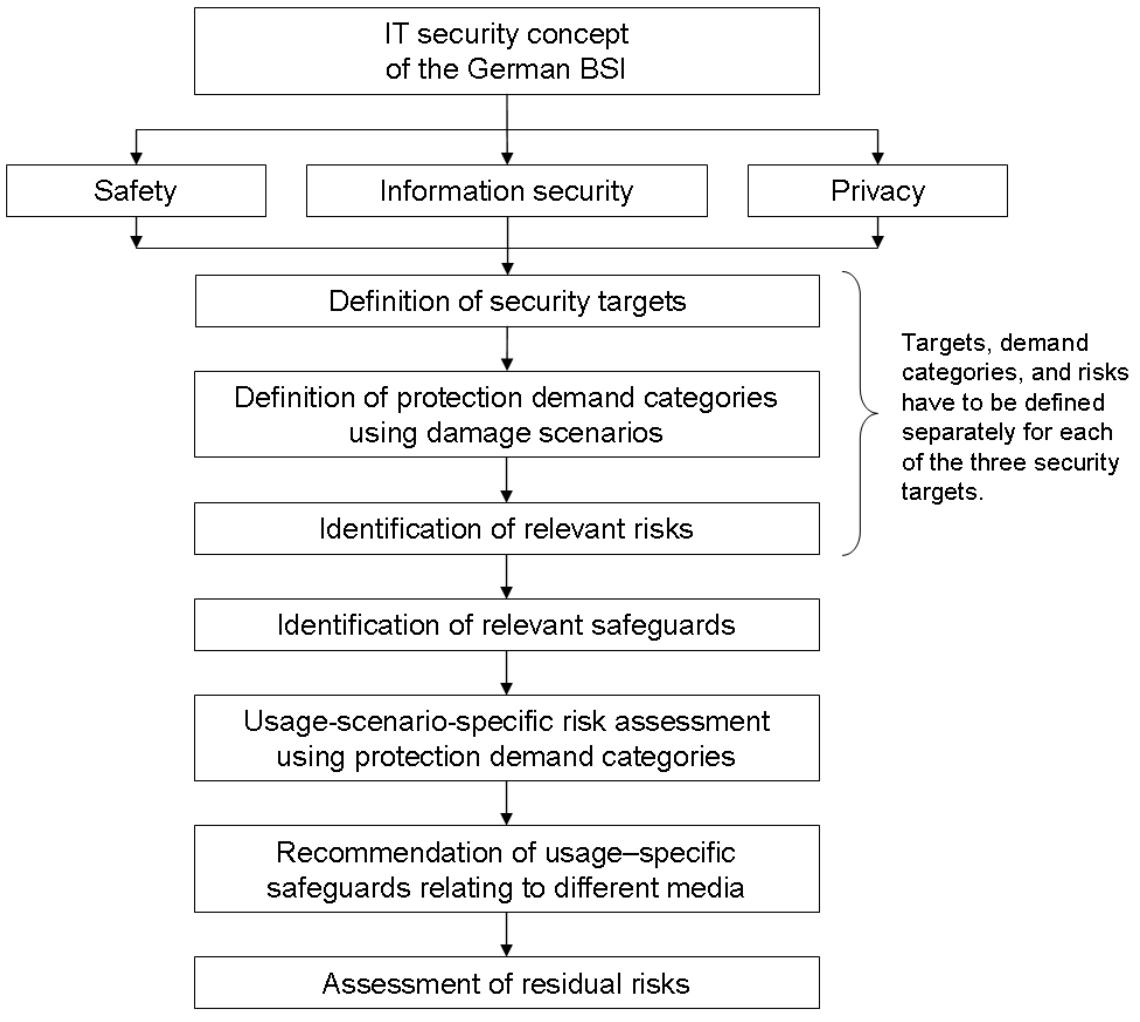 IT security concept
of the German BSI
Safety
Information security
Privacy
Definition of security targets
Definition of protection demand categories
using damage scenarios
Identification of relevant risks
Targets, demand
categories, and risks
have to be defined
separately for each
of the three security
targets.
Identification of relevant safeguards
Usage-scenario-specific risk assessment
using protection demand categories
Recommendation of usage–specific
safeguards relating to different media
Assessment of residual risks